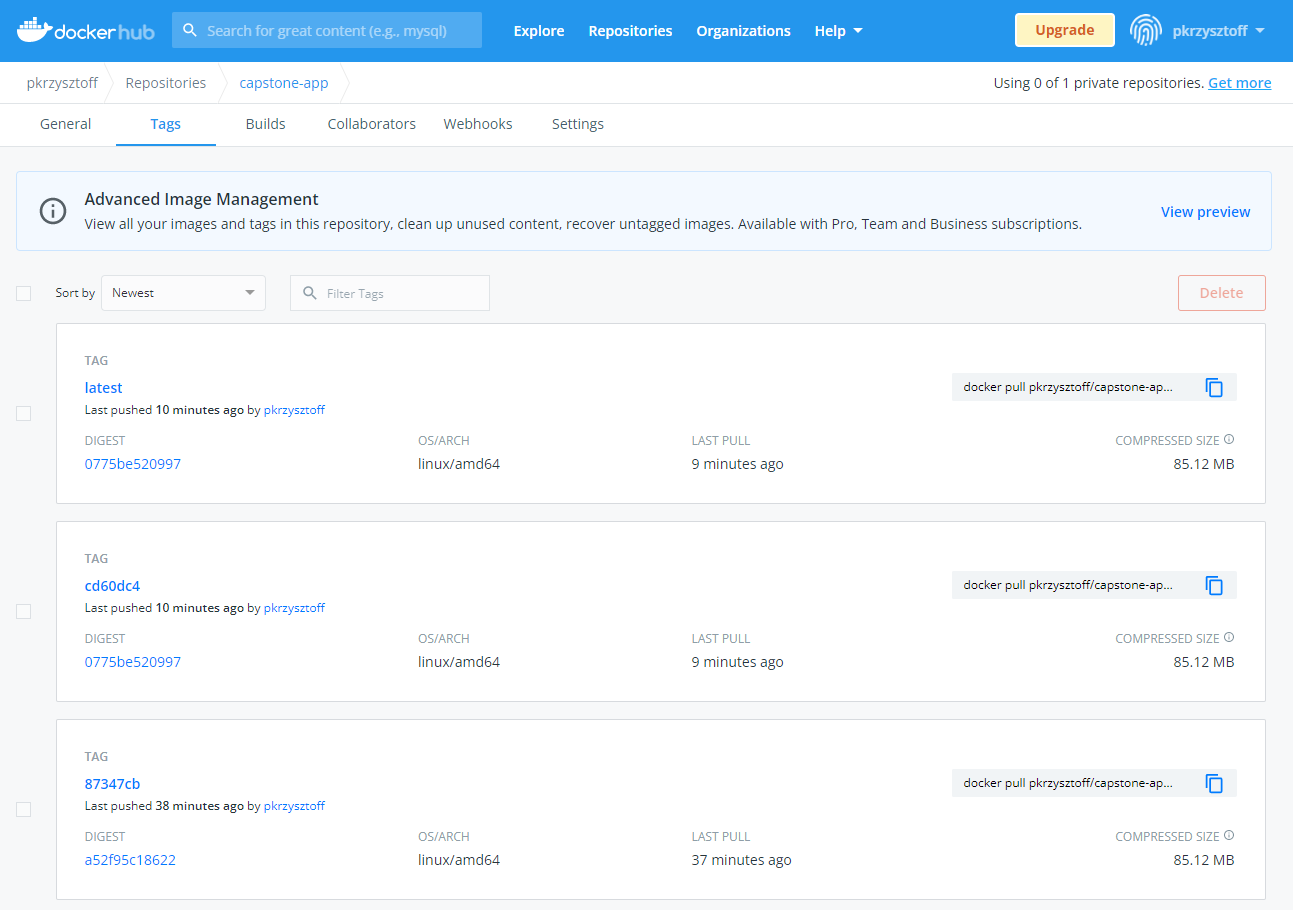 docker hub
Search for great content (e.g., mysql)
Explore
Repositories
Organizations
Help
Upgrade
pkrzysztoff
pkrzysztoff
Repositories
capstone-app
Using 0 of 1 private repositories. Get more
General
Tags
Builds
Collaborators
Webhooks
Settings
Advanced Image Management
View all your images and tags in this repository, clean up unused content, recover untagged images. Available with Pro, Team and Business subscriptions.
View preview
Sort by
Newest
Filter Tags
Delete
TAG
latest
docker pull pkrzysztoff/capstone-ap...
Last pushed 10 minutes ago by pkrzysztoff
DIGEST
OS/ARCH
LAST PULL
COMPRESSED SIZE
0775be520997
linux/amd64
9 minutes ago
85.12 MB
TAG
cd60dc4
docker pull pkrzysztoff/capstone-ap...
Last pushed 10 minutes ago by pkrzysztoff
DIGEST
OS/ARCH
LAST PULL
COMPRESSED SIZE
0775be520997
linux/amd64
9 minutes ago
85.12 MB
TAG
87347cb
docker pull pkrzysztoff/capstone-ap...
Last pushed 38 minutes ago by pkrzysztoff
DIGEST
OS/ARCH
LAST PULL
COMPRESSED SIZE
a52f95c18622
linux/amd64
37 minutes ago
85.12 MB